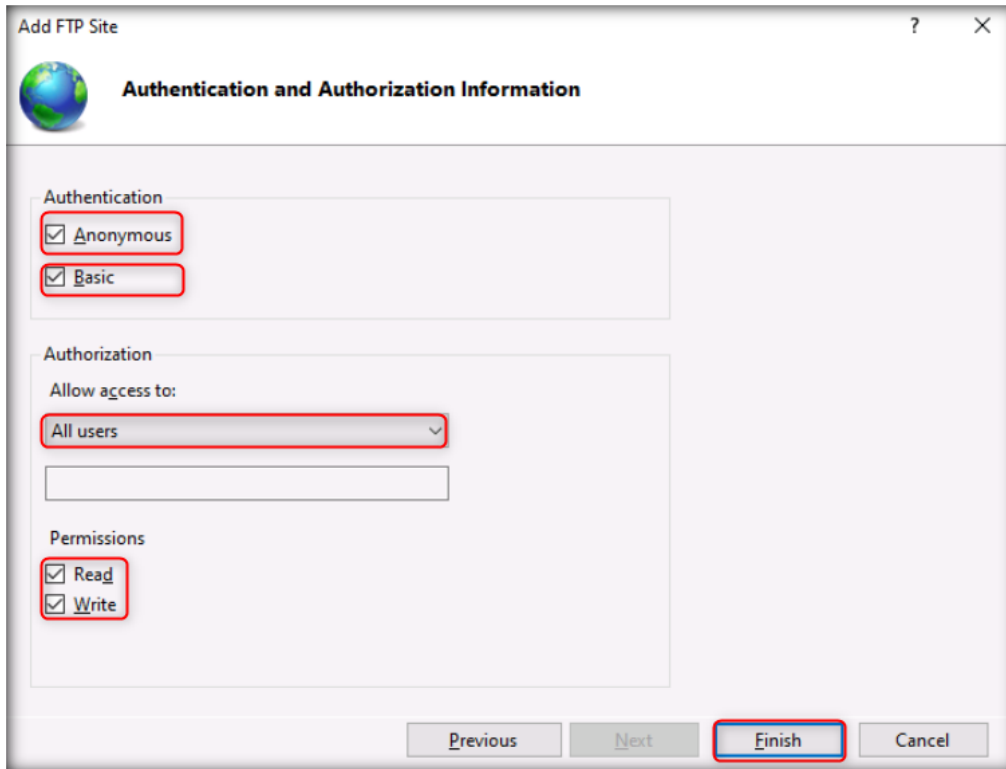 Add FTP Site ?
Authentication and Authorization Information
Authentication
Anonymous
Basic
Authorization
Allow access to:
All users
Permissions
Read
Write
Previous Next Finish Cancel